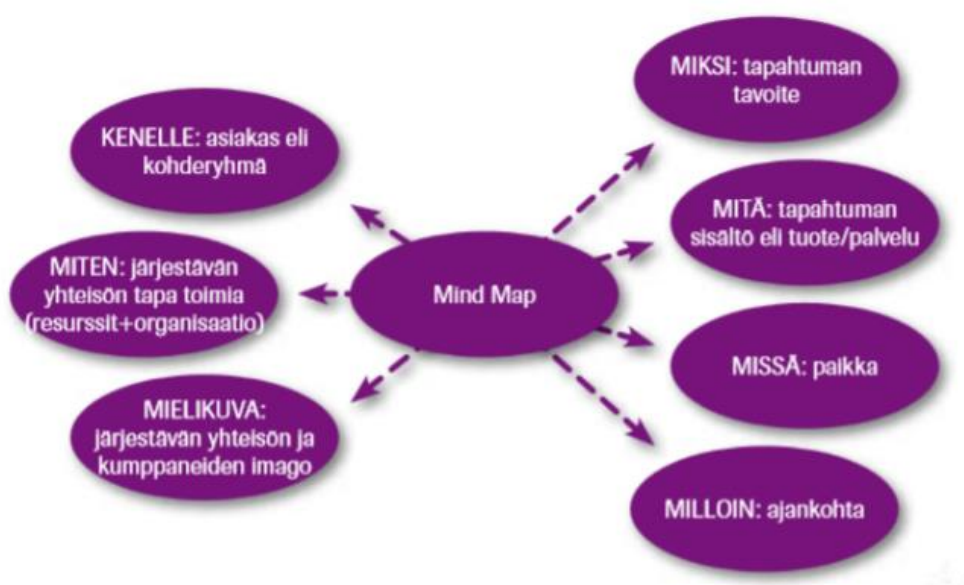 MIKSI: tapahtuman
tavoite
KENELLE: asiakas eli
kohderyhmä
MITÄ: tapahtuman
sisältö eli tuote/palvelu
MITEN: järjestävän
yhteisön tapa toimia
(resurssit+organisaatio)
Mind Map
MISSÄ: paikka
MIELIKUVA:
järjestävän yhteisön ja
kumppaneiden imago
MILLOIN: ajankohta